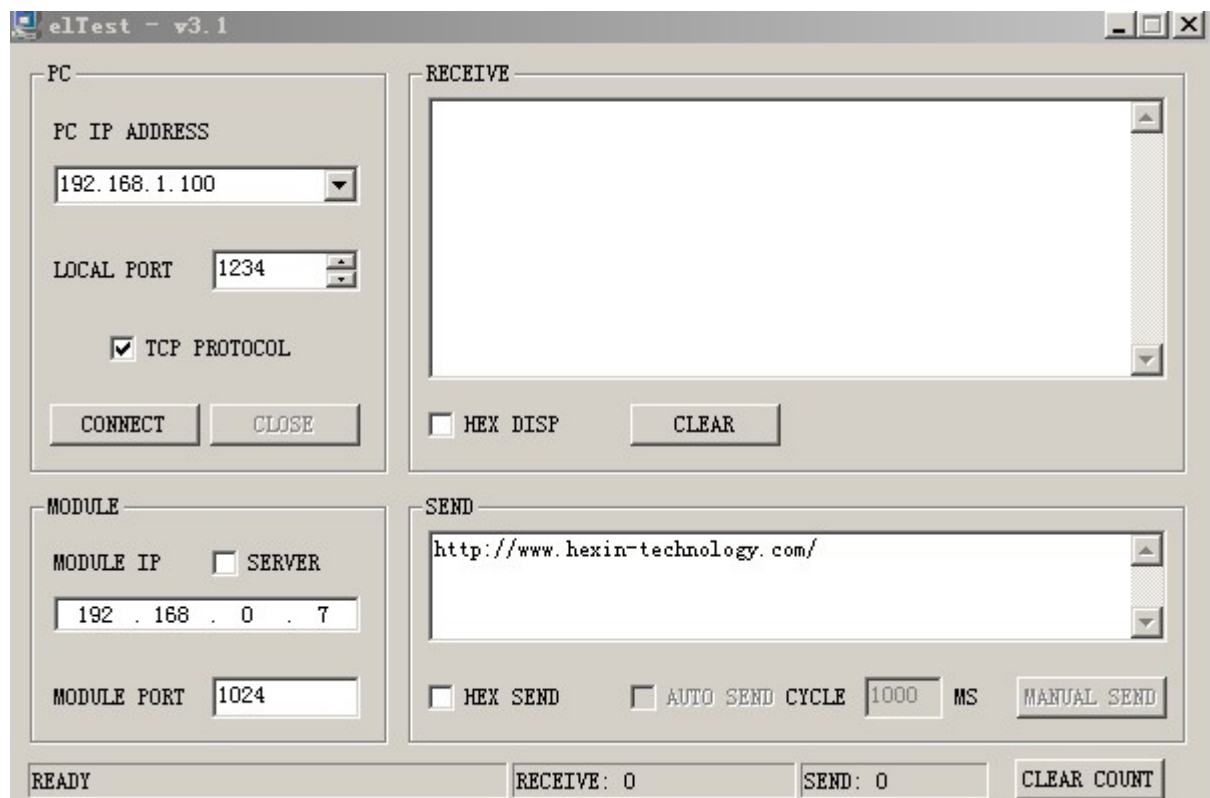 elTest - v3.1
PC
PC IP ADDRESS
192.168.1.100
LOCAL PORT 1234
TCP PROTOCOL
CONNECT CLOSE
RECEIVE
HEX DISP CLEAR
MODULE
MODULE IP SERVER
192 . 168 . 0 . 7
MODULE PORT 1024
SEND
http://www.hexin-technology.com/
HEX SEND AUTO SEND CYCLE 1000 MS MANUAL SEND
READY RECEIVE: 0 SEND: 0 CLEAR COUNT